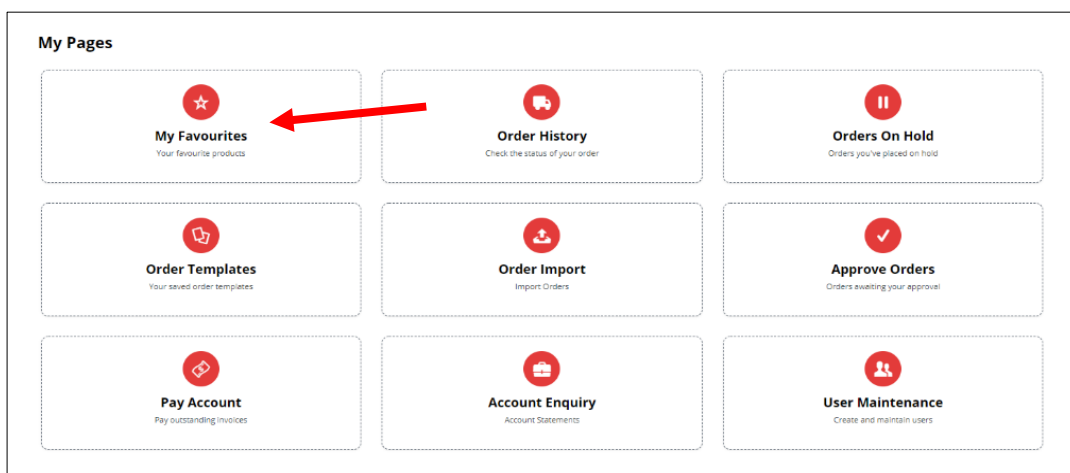 My Pages
My Favourites
Your favourite products
Order History
Check the status of your order
Orders On Hold
Orders you've placed on hold
Order Templates
Your saved order templates
Order Import
Import Orders
Approve Orders
Orders awaiting your approval
Pay Account
Pay outstanding invoices
Account Enquiry
Account Statements
User Maintenance
Create and maintain users